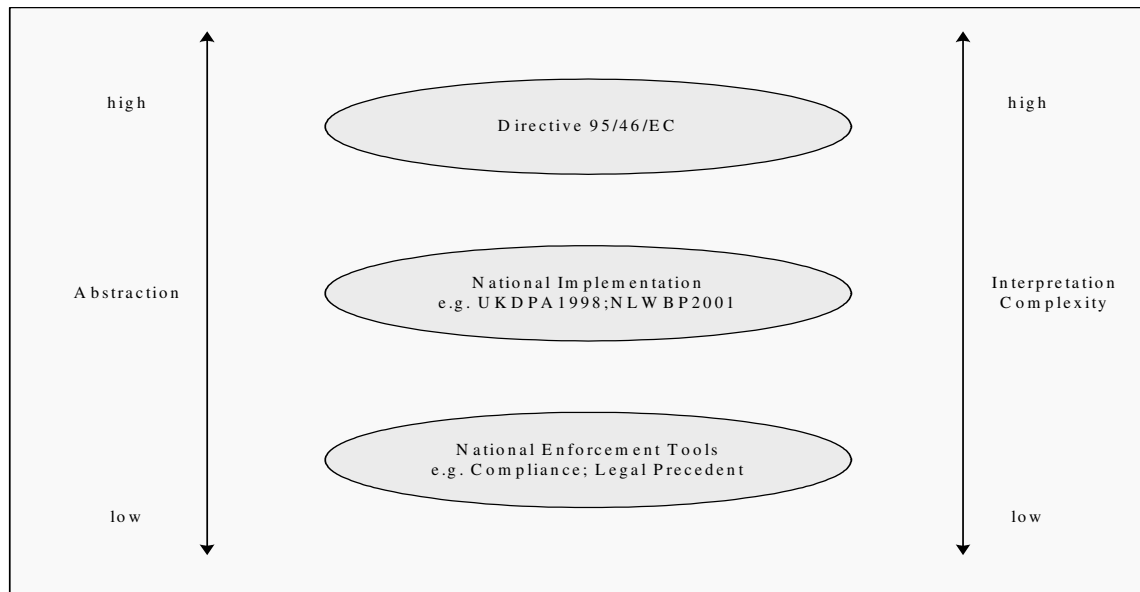 high
high
Directive 95/46/EC
Abstraction
National Implementation
e.g. UKDPA1998;NLWBP2001
Interpretation
Complexity
National Enforcement Tools
e.g. Compliance; Legal Precedent
low
low